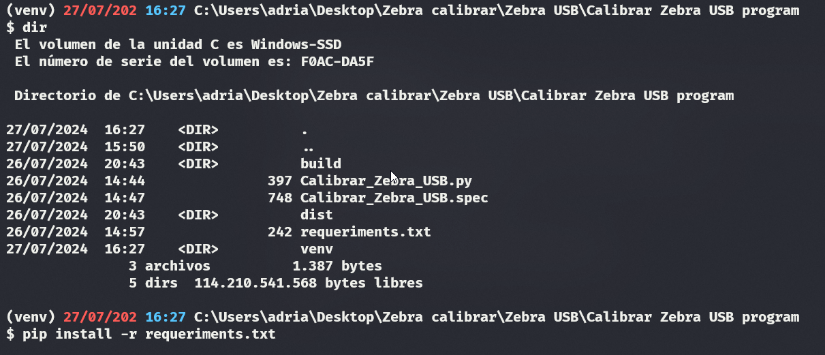 (venv) 27/07/202 16:27 C:\Users\adria\Desktop\Zebra calibrar\Zebra USB\Calibrar Zebra USB program
$ dir
El volumen de la unidad C es Windows-SSD
El número de serie del volumen es: F0AC-DA5F
Directorio de C:\Users\adria\Desktop\Zebra calibrar\Zebra USB\Calibrar Zebra USB program
27/07/2024 16:27 <DIR> .
27/07/2024 15:50 <DIR> ..
26/07/2024 20:43 <DIR> build
26/07/2024 14:44 397 Calibrar_Zebra_USB.py
26/07/2024 14:47 748 Calibrar_Zebra_USB.spec
26/07/2024 20:43 <DIR> dist
26/07/2024 14:57 242 requeriments.txt
27/07/2024 16:27 <DIR> venv
3 archivos 1.387 bytes
5 dirs 114.210.541.568 bytes libres
(venv) 27/07/202 16:27 C:\Users\adria\Desktop\Zebra calibrar\Zebra USB\Calibrar Zebra USB program
$ pip install -r requeriments.txt